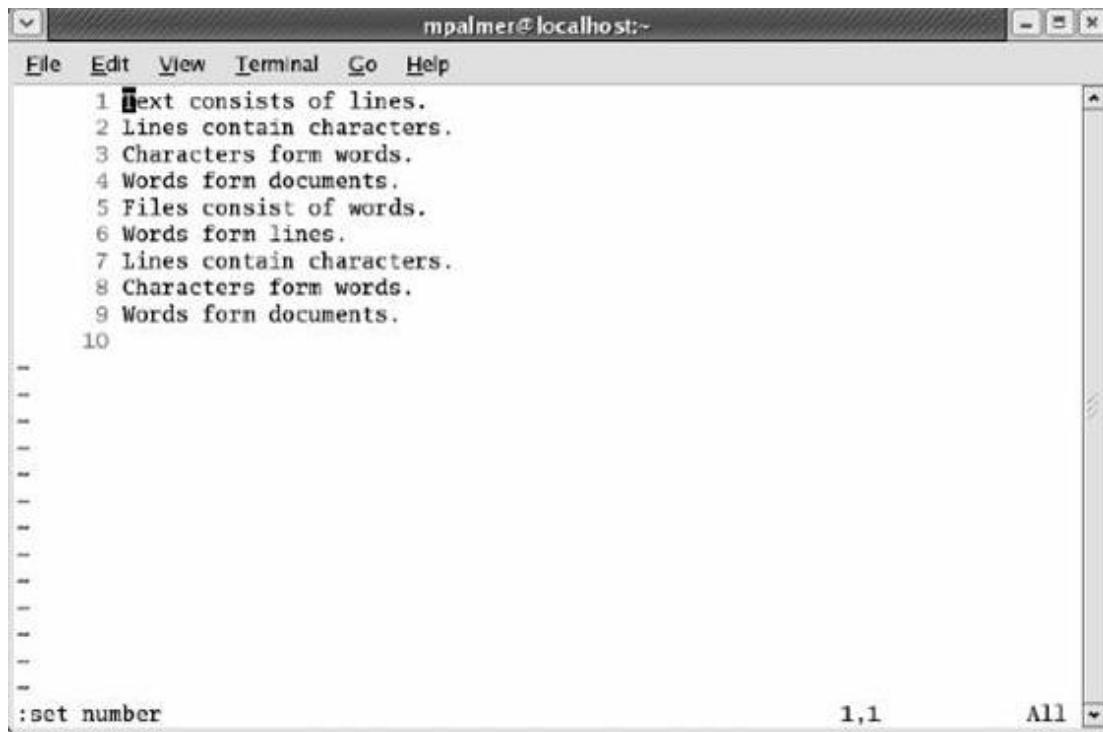 mpalmer@localhost:~
File Edit View Terminal Go Help
1 Text consists of lines.
2 Lines contain characters.
3 Characters form words.
4 Words form documents.
5 Files consist of words.
6 Words form lines.
7 Lines contain characters.
8 Characters form words.
9 Words form documents.
10
~
~
~
~
~
~
~
~
~
~
~
~
~
:set number 1,1 All